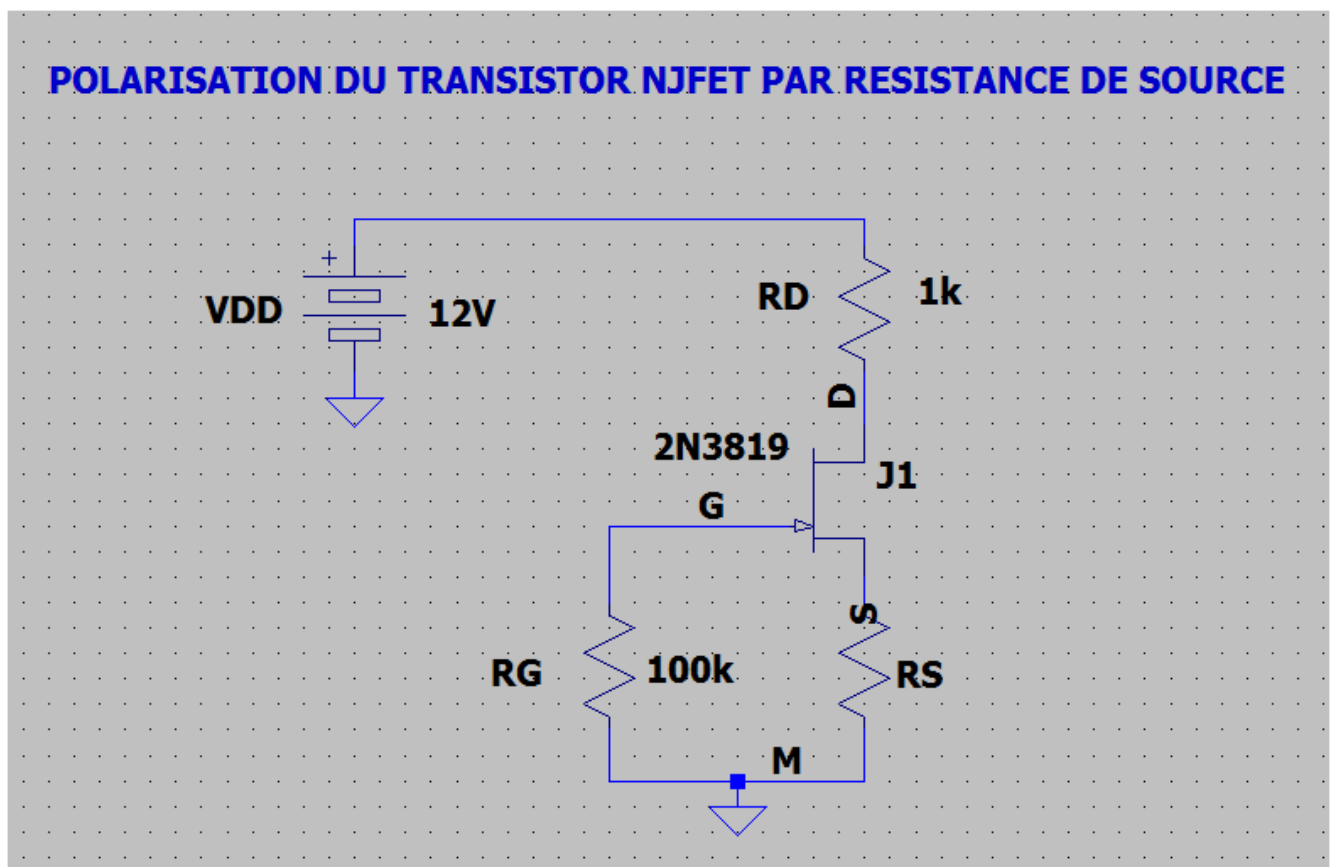 POLARISATION DU TRANSISTOR NJFET PAR RESISTANCE DE SOURCE
+
VDD
12V
RD
1k
D
2N3819
J1
G
S
RG
100k
RS
M